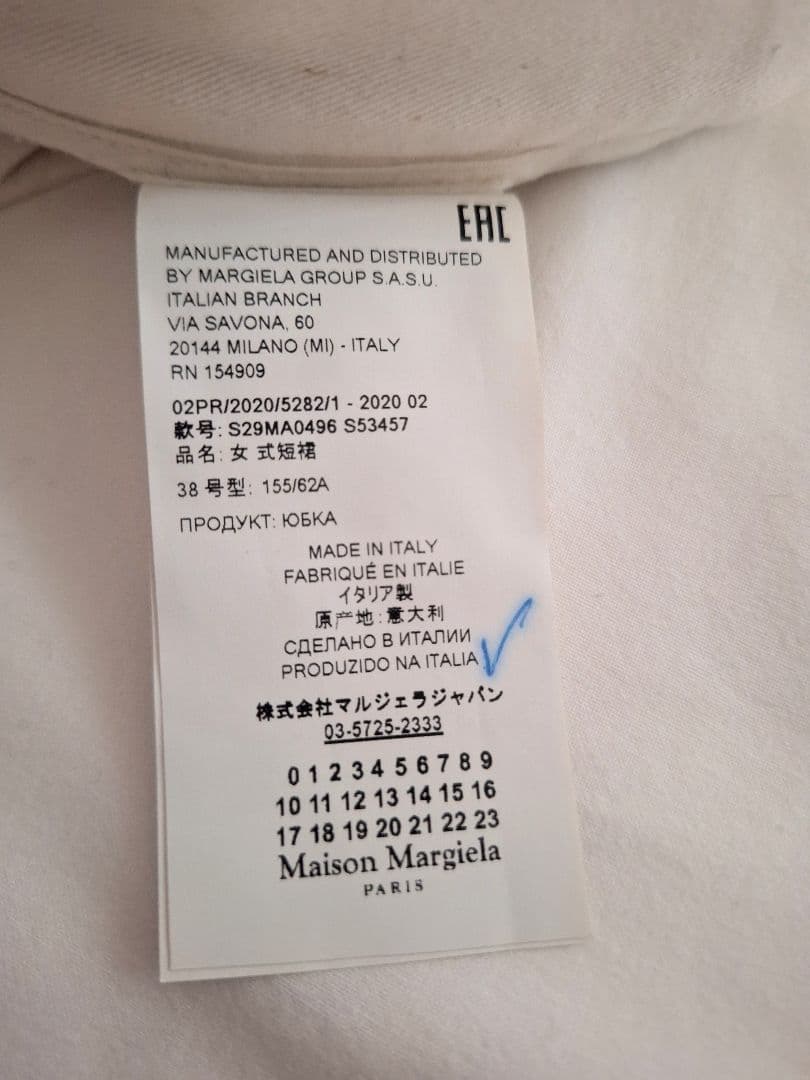 EAC
MANUFACTURED AND DISTRIBUTED
BY MARGIELA GROUP S.A.S.U.
ITALIAN BRANCH
VIA SAVONA, 60
20144 MILANO (MI) - ITALY
RN 154909
02PR/2020/5282/1 - 2020 02
款号: S29MA0496 S53457
品名: 女 式短裙
38 号型: 155/62A
ПРОДУКТ: ЮБКА
MADE IN ITALY
FABRIQUÉ EN ITALIE
イタリア製
原产地:意大利
СДЕЛАНО В ИТАЛИИ
PRODUZIDO NA ITALIA
株式会社マルジェラジャパン
03-5725-2333
0 1 2 3 4 5 6 7 8 9
10 11 12 13 14 15 16
17 18 19 20 21 22 23
Maison Margiela
PARIS